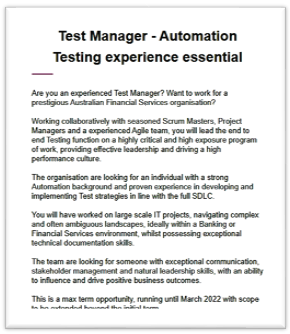 Test Manager - Automation
Testing experience essential
Are you an experienced Test Manager? Want to work for a
prestigious Australian Financial Services organisation?
Working collaboratively with seasoned Scrum Masters, Project
Managers and a experienced Agile team, you will lead the end to
end Testing function on a highly critical and high exposure program
of work, providing effective leadership and driving a high
performance culture.
The organisation are looking for an individual with a strong
Automation background and proven experience in developing and
implementing Test strategies in line with the full SDLC.
You will have worked on large scale IT projects, navigating complex
and often ambiguous landscapes, ideally within a Banking or
Financial Services environment, whilst possessing exceptional
technical documentation skills.
The team are looking for someone with exceptional communication,
stakeholder management and natural leadership skills, with an ability
to influence and drive positive business outcomes.
This is a max term opportunity, running until March 2022 with scope
to be extended beyond the initial term